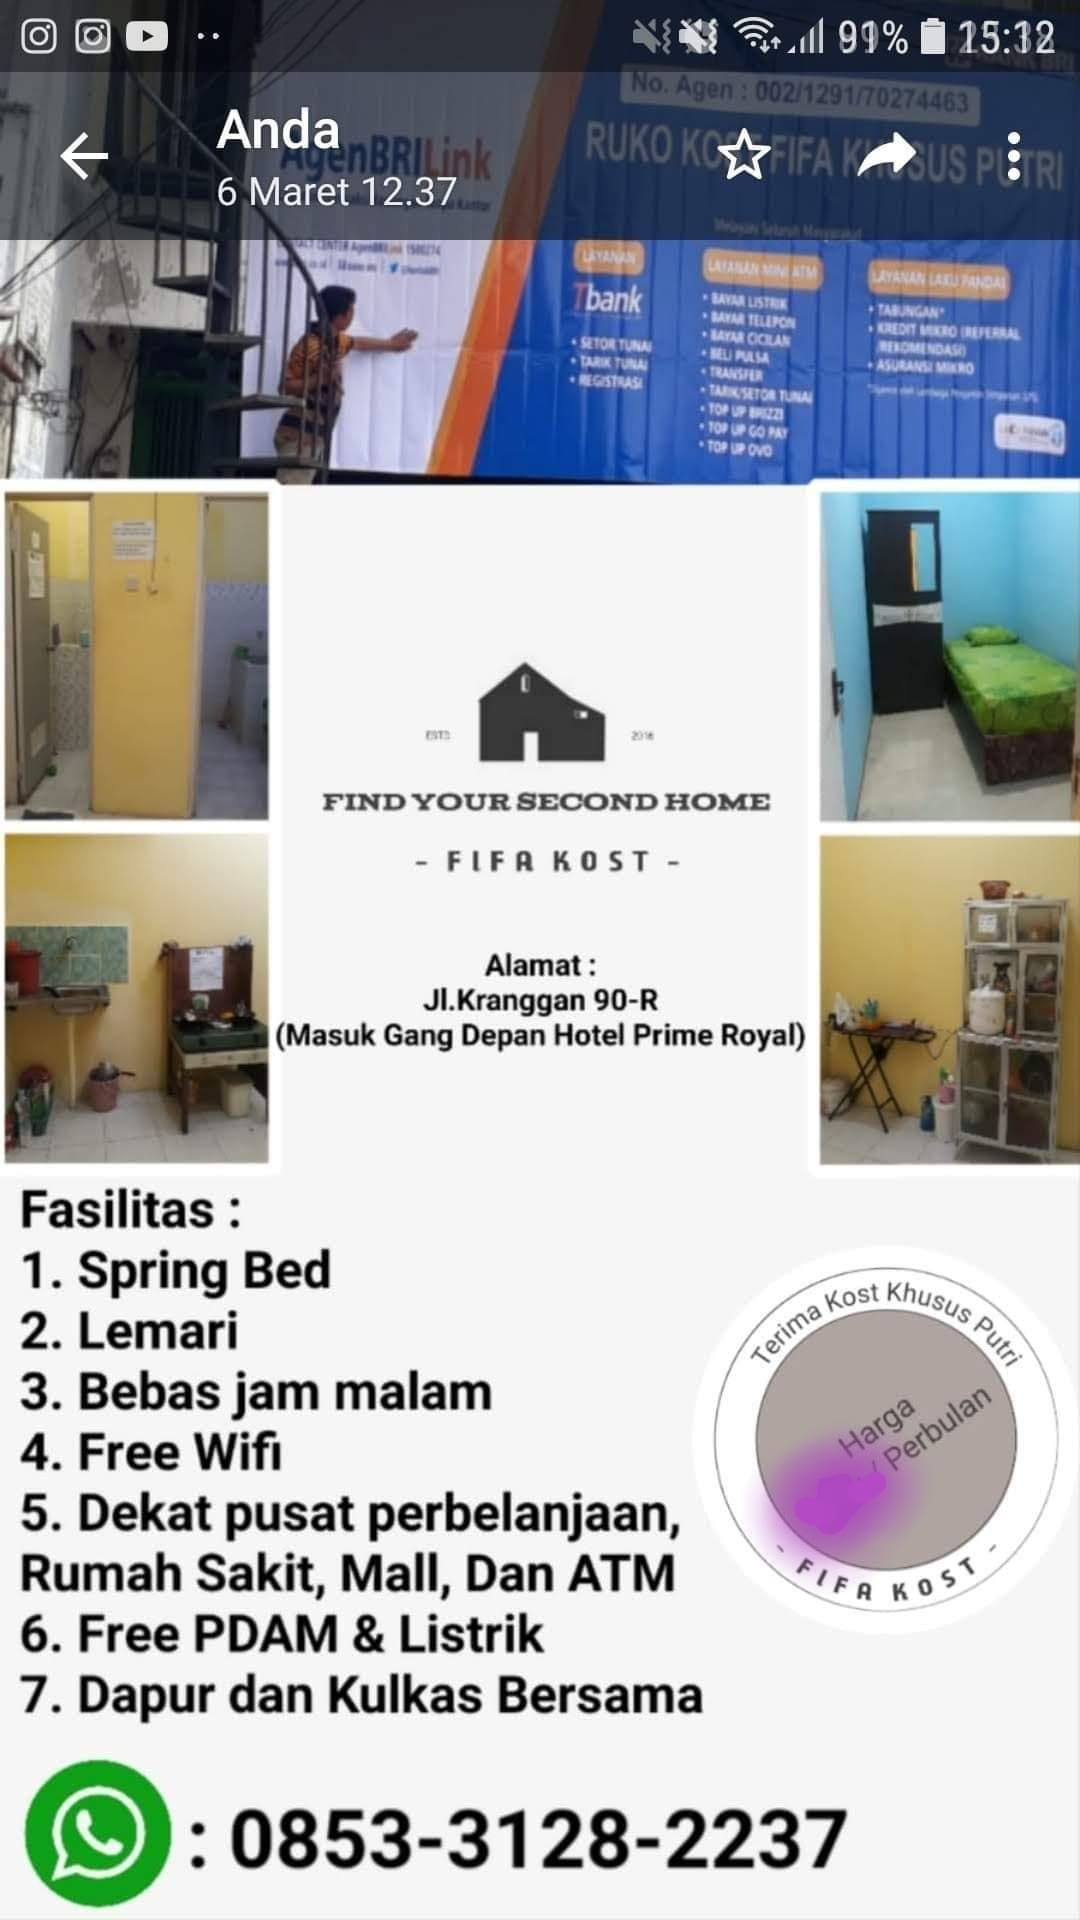 91% 15:32
Anda
6 Maret 12.37
No. Agen : 002/1291/70274463
AgenBRILink
RUKO KOST FIFA KHUSUS PUTRI
BANK BRI
Melayani Seluruh Masyarakat
LAYANAN
Tbank
• SETOR TUNAI
• TARIK TUNAI
• REGISTRASI
LAYANAN MINI ATM
• BAYAR LISTRIK
• BAYAR TELEPON
• BAYAR CICILAN
• BELI PULSA
• TRANSFER
• TARIK/SETOR TUNAI
• TOP UP BRIZZI
• TOP UP GO PAY
• TOP UP OVO
LAYANAN LAKU PANDAI
• TABUNGAN*
• KREDIT MIKRO (REFERRAL
/REKOMENDASI)
• ASURANSI MIKRO
ESTD 2018
FIND YOUR SECOND HOME
- FIFA KOST -
Alamat :
Jl.Kranggan 90-R
(Masuk Gang Depan Hotel Prime Royal)
Fasilitas :
1. Spring Bed
2. Lemari
3. Bebas jam malam
4. Free Wifi
5. Dekat pusat perbelanjaan,
Rumah Sakit, Mall, Dan ATM
6. Free PDAM & Listrik
7. Dapur dan Kulkas Bersama
Terima Kost Khusus Putri
Harga
/ Perbulan
- FIFA KOST -
: 0853-3128-2237